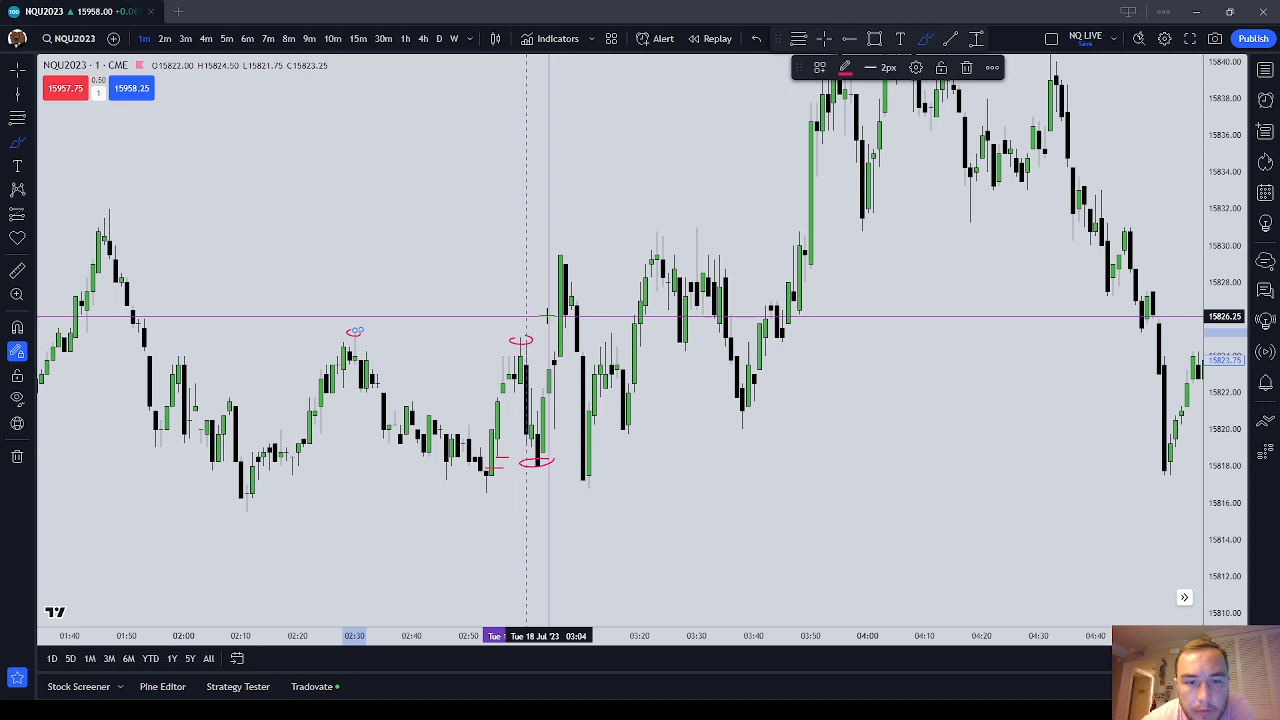 NQU2023 ▲ 15958.00 +0.06
NQU2023 1m 2m 3m 4m 5m 6m 7m 8m 9m 10m 15m 30m 1h 4h D W Indicators Alert Replay NQ LIVE Save Publish
NQU2023 · 1 · CME O15822.00 H15824.50 L15821.75 C15823.25
2px
15957.75 0.50 1 15958.25
15840.00
15838.00
15836.00
15834.00
15832.00
15830.00
15828.00
15826.25
15823.75
15822.00
15820.00
15818.00
15816.00
15814.00
15812.00
15810.00
01:40 01:50 02:00 02:10 02:20 02:30 02:40 02:50 Tue Tue 18 Jul '23 03:04 03:20 03:30 03:40 03:50 04:00 04:10 04:20 04:30 04:40
1D 5D 1M 3M 6M YTD 1Y 5Y All
Stock Screener Pine Editor Strategy Tester Tradovate